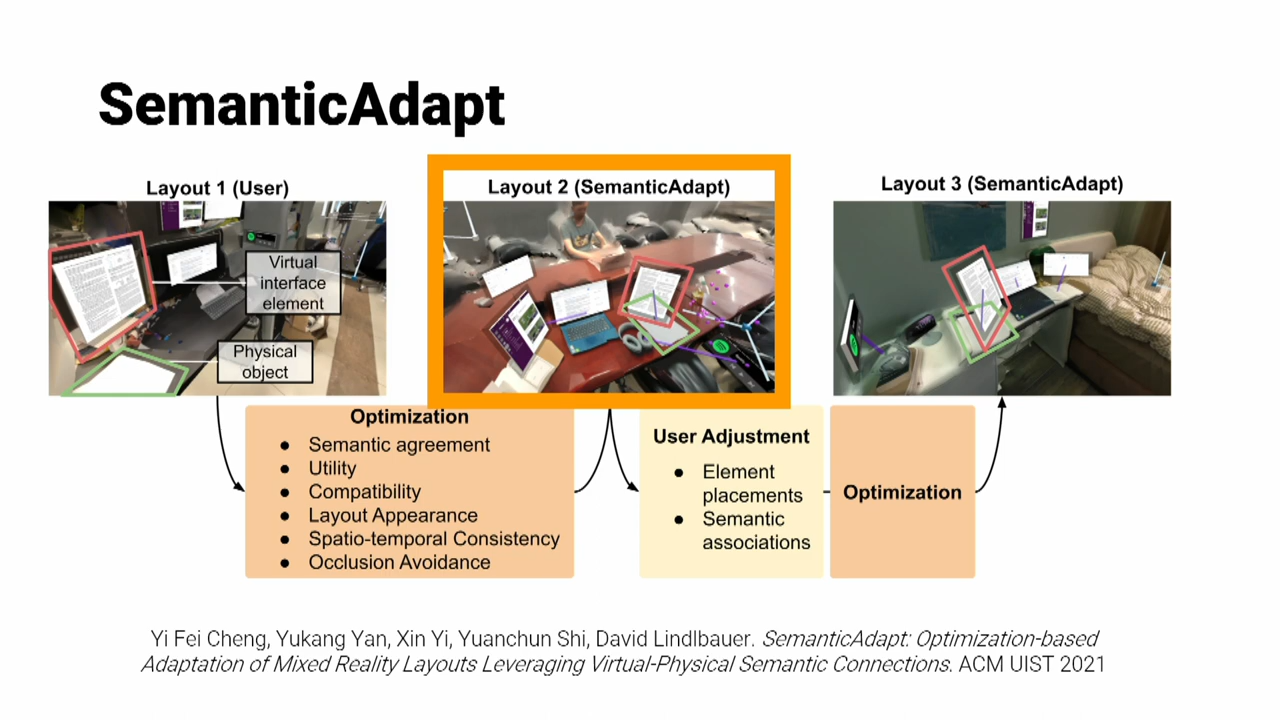 SemanticAdapt
Layout 1 (User)
Layout 2 (SemanticAdapt)
Layout 3 (SemanticAdapt)
Virtual
interface
element
Physical
object
Optimization
● Semantic agreement
● Utility
● Compatibility
● Layout Appearance
● Spatio-temporal Consistency
● Occlusion Avoidance
User Adjustment
● Element
placements
● Semantic
associations
Optimization
Yi Fei Cheng, Yukang Yan, Xin Yi, Yuanchun Shi, David Lindlbauer. SemanticAdapt: Optimization-based
Adaptation of Mixed Reality Layouts Leveraging Virtual-Physical Semantic Connections. ACM UIST 2021